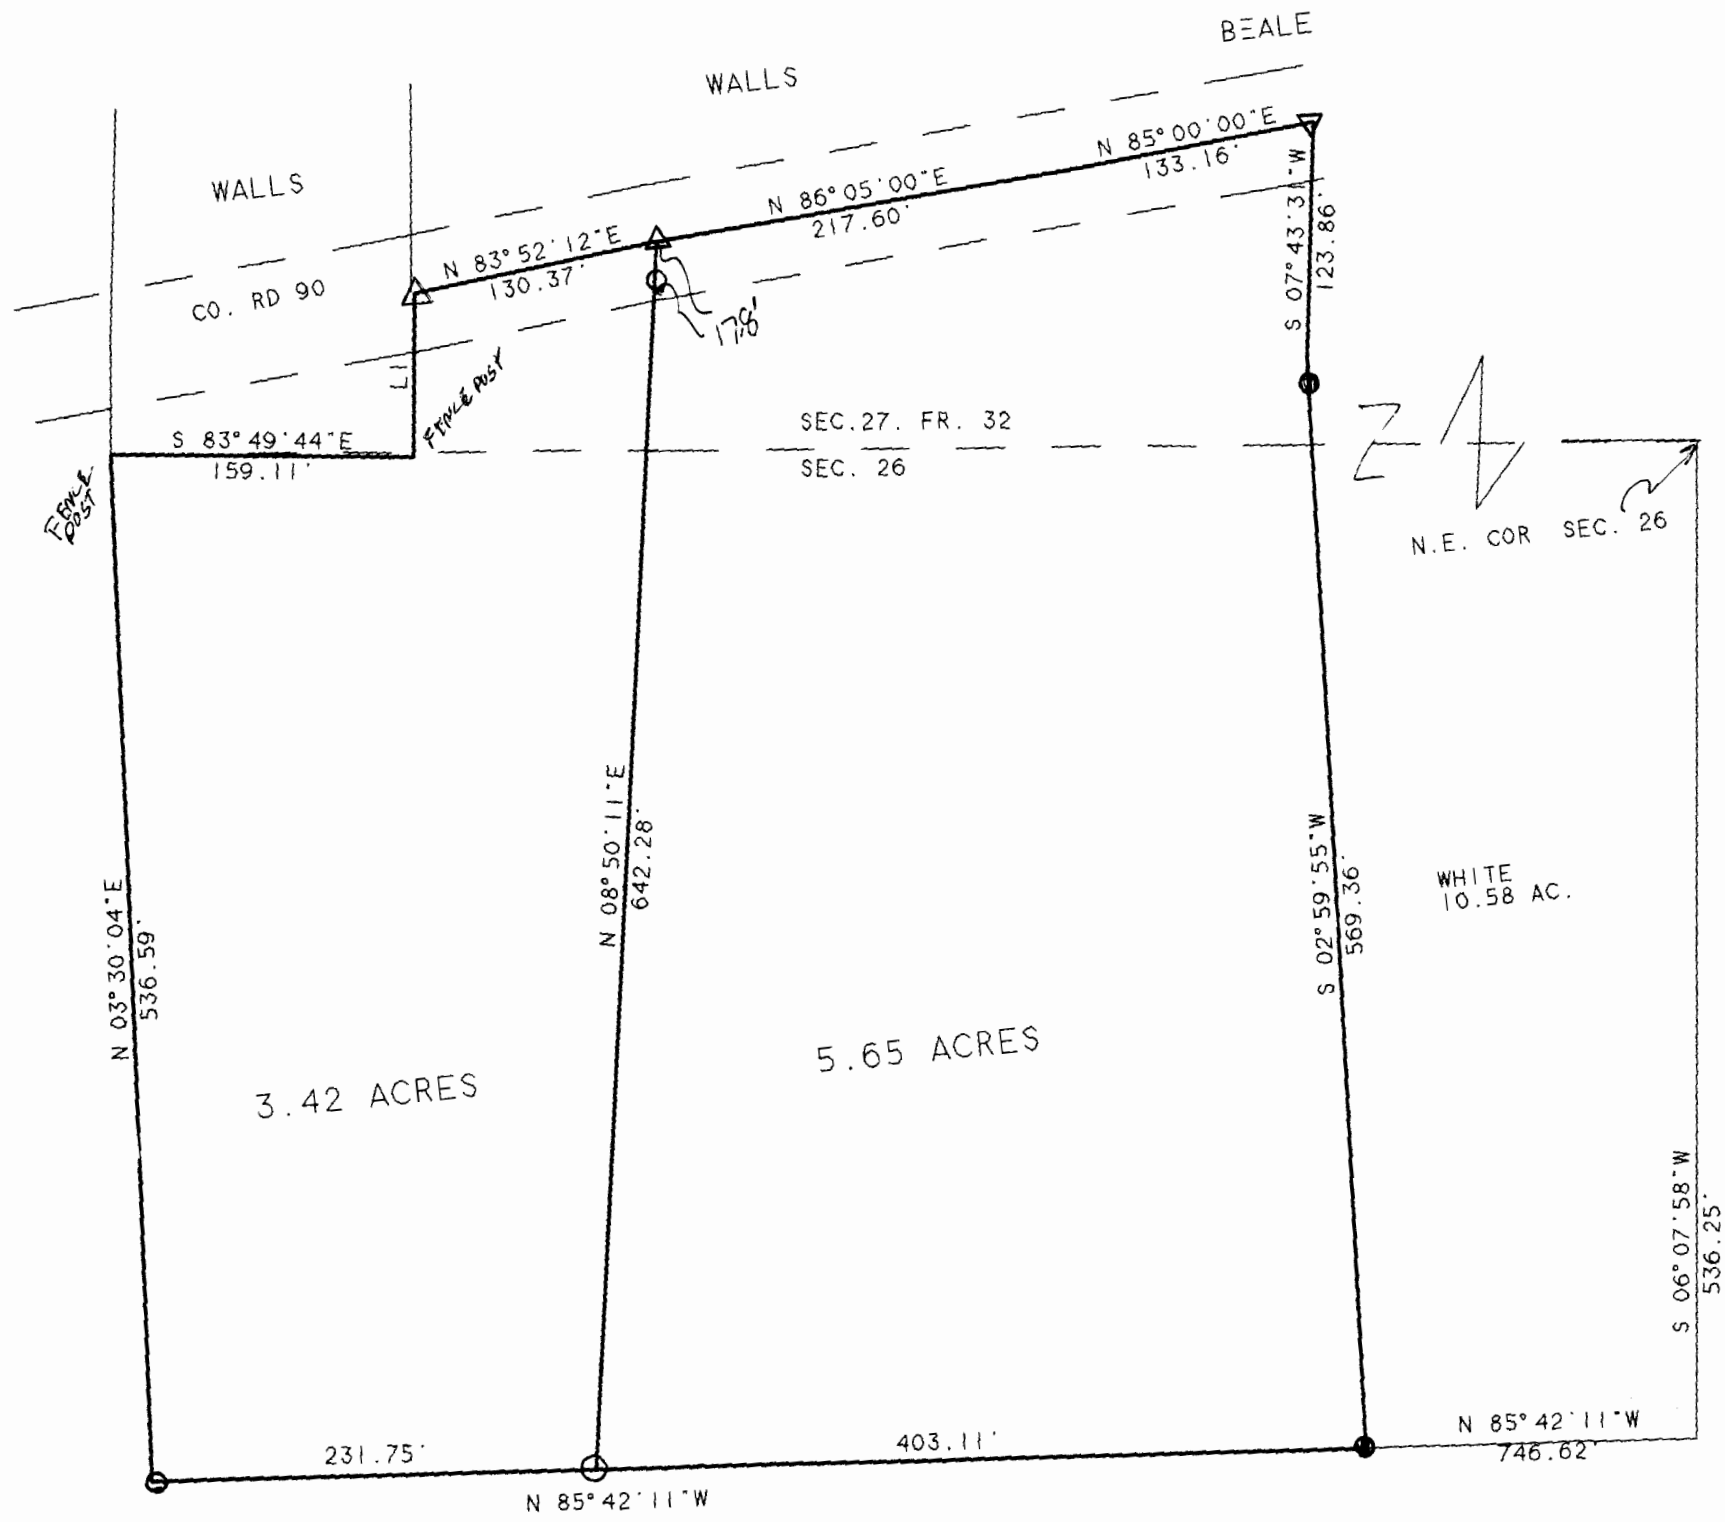 BEALE
WALLS
WALLS
N 85°00'00"E
133.16'
N 86°05'00"E
217.60'
N 83°52'12"E
130.37'
CO. RD 90
S 07°43'31"W
123.86'
17.8'
L1
FENCE POST
SEC.27. FR. 32
SEC. 26
S 83°49'44"E
159.11'
FENCE
POST
N
N.E. COR SEC. 26
N 08°50'11"E
642.28'
S 02°59'55"W
569.36'
WHITE
10.58 AC.
N 03°30'04"E
536.59'
5.65 ACRES
3.42 ACRES
S 06°07'58"W
536.25'
N 85°42'11"W
746.62'
403.11'
231.75'
N 85°42'11"W